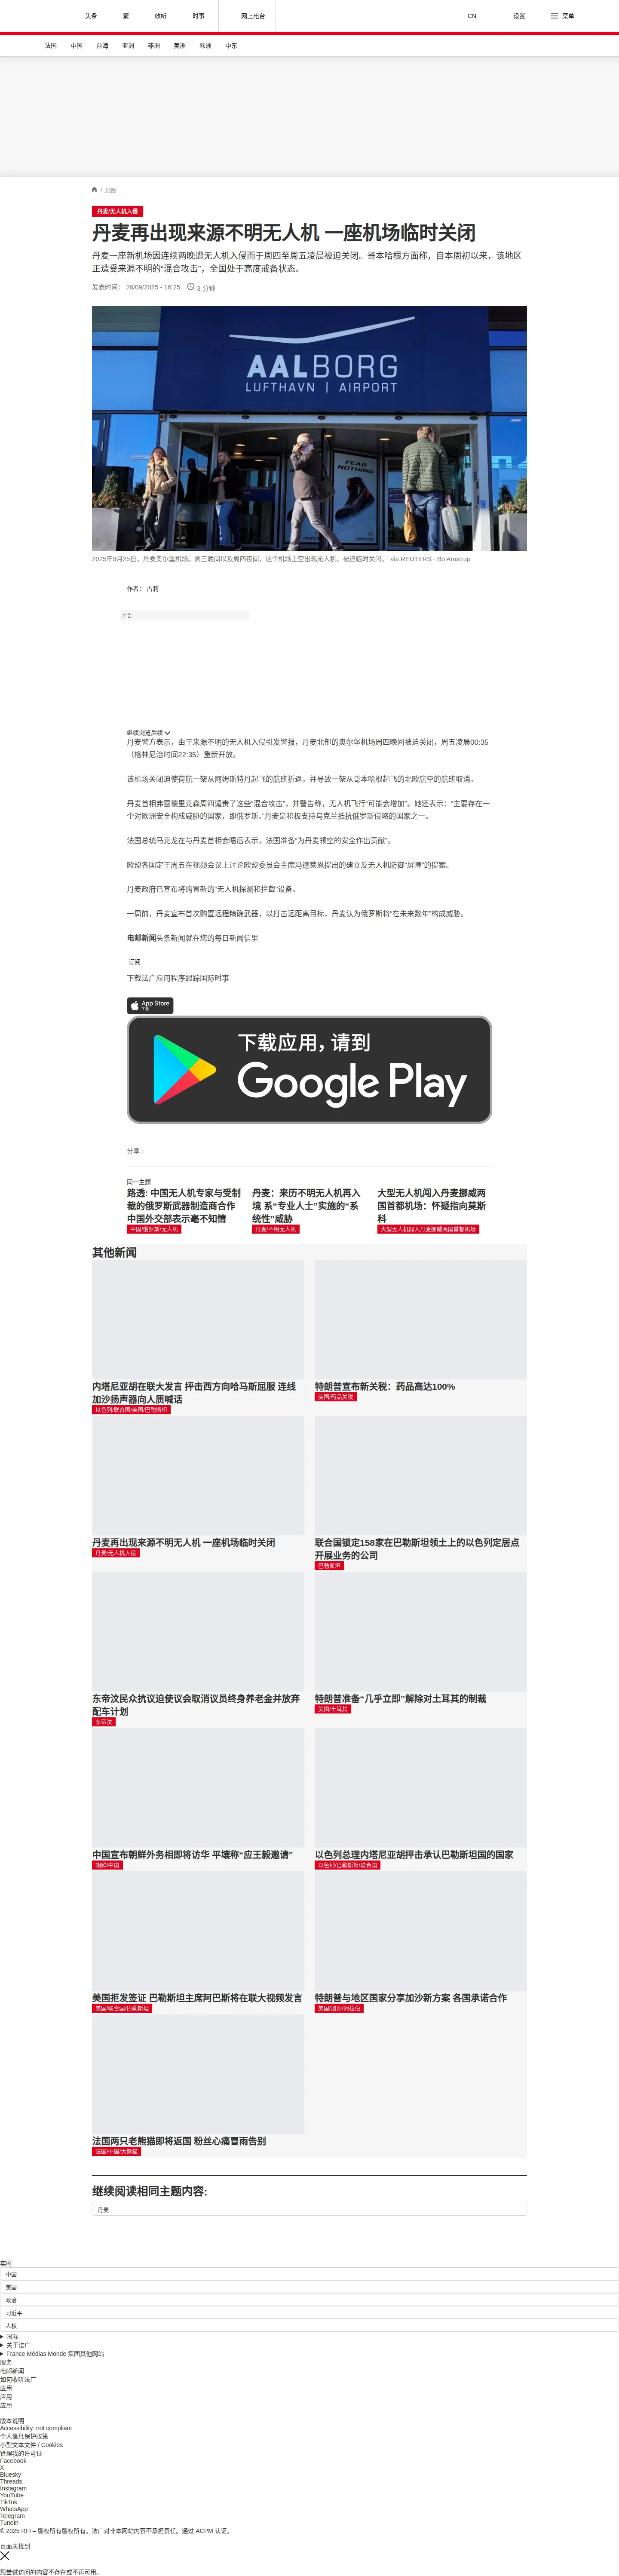 头条
繁
收听
时事
网上电台
CN
设置
菜单
法国
中国
台海
亚洲
非洲
美洲
欧洲
中东
/ 国际
丹麦/无人机入侵
丹麦再出现来源不明无人机 一座机场临时关闭
丹麦一座新机场因连续两晚遭无人机入侵而于周四至周五凌晨被迫关闭。哥本哈根方面称，自本周初以来，该地区
正遭受来源不明的“混合攻击”，全国处于高度戒备状态。
发表时间： 26/09/2025 - 16:25
3 分钟
AALBORG
LUFTHAVN | AIRPORT
FEAR
NOTHING
2025年9月25日，丹麦奥尔堡机场。周三晚间以及周四夜间，这个机场上空出现无人机，被迫临时关闭。 via REUTERS - Bo Amstrup
作者： 古莉
广告
继续浏览后续
丹麦警方表示，由于来源不明的无人机入侵引发警报，丹麦北部的奥尔堡机场周四晚间被迫关闭，周五凌晨00:35
（格林尼治时间22:35）重新开放。
该机场关闭迫使荷航一架从阿姆斯特丹起飞的航班折返，并导致一架从哥本哈根起飞的北欧航空的航班取消。
丹麦首相弗雷德里克森周四谴责了这些“混合攻击”，并警告称，无人机飞行“可能会增加”。她还表示：“主要存在一
个对欧洲安全构成威胁的国家，即俄罗斯。”丹麦是积极支持乌克兰抵抗俄罗斯侵略的国家之一。
法国总统马克龙在与丹麦首相会晤后表示，法国准备“为丹麦领空的安全作出贡献”。
欧盟各国定于周五在视频会议上讨论欧盟委员会主席冯德莱恩提出的建立反无人机防御“屏障”的提案。
丹麦政府已宣布将购置新的“无人机探测和拦截”设备。
一周前，丹麦宣布首次购置远程精确武器，以打击远距离目标，丹麦认为俄罗斯将“在未来数年”构成威胁。
电邮新闻头条新闻就在您的每日新闻信里
订阅
下载法广应用程序跟踪国际时事
App Store
下载
下载应用，请到
Google Play
分享 :
同一主题
路透: 中国无人机专家与受制
裁的俄罗斯武器制造商合作
中国外交部表示毫不知情
中国/俄罗斯/无人机
丹麦：来历不明无人机再入
境 系“专业人士”实施的“系
统性”威胁
丹麦/不明无人机
大型无人机闯入丹麦挪威两
国首都机场：怀疑指向莫斯
科
大型无人机闯入丹麦挪威两国首都机场
其他新闻
内塔尼亚胡在联大发言 抨击西方向哈马斯屈服 连线
加沙扬声器向人质喊话
以色列/联合国/美国/巴勒斯坦
特朗普宣布新关税：药品高达100%
美国/药品关税
丹麦再出现来源不明无人机 一座机场临时关闭
丹麦/无人机入侵
联合国锁定158家在巴勒斯坦领土上的以色列定居点
开展业务的公司
巴勒斯坦
东帝汶民众抗议迫使议会取消议员终身养老金并放弃
配车计划
东帝汶
特朗普准备“几乎立即”解除对土耳其的制裁
美国/土耳其
中国宣布朝鲜外务相即将访华 平壤称“应王毅邀请”
朝鲜/中国
以色列总理内塔尼亚胡抨击承认巴勒斯坦国的国家
以色列/巴勒斯坦/联合国
美国拒发签证 巴勒斯坦主席阿巴斯将在联大视频发言
美国/联合国/巴勒斯坦
特朗普与地区国家分享加沙新方案 各国承诺合作
美国/加沙/阿拉伯
法国两只老熊猫即将返国 粉丝心痛冒雨告别
法国/中国/大熊猫
继续阅读相同主题内容:
丹麦
实时
中国
美国
政治
习近平
人权
国际
关于法广
France Médias Monde 集团其他网站
服务
电邮新闻
如何收听法广
应用
应用
应用
版本说明
Accessibility: not compliant
个人信息保护政策
小型文本文件 / Cookies
管理我的许可证
Facebook
X
Bluesky
Threads
Instagram
YouTube
TikTok
WhatsApp
Telegram
TuneIn
© 2025 RFI – 版权所有版权所有。法广对非本网站内容不承担责任。通过 ACPM 认证。
页面未找到
您尝试访问的内容不存在或不再可用。